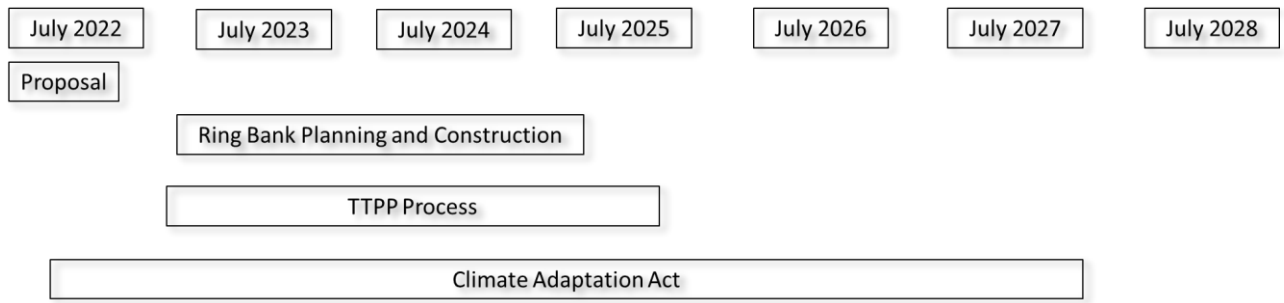 July 2022 July 2023 July 2024 July 2025 July 2026 July 2027 July 2028
Proposal
Ring Bank Planning and Construction
TTPP Process
Climate Adaptation Act